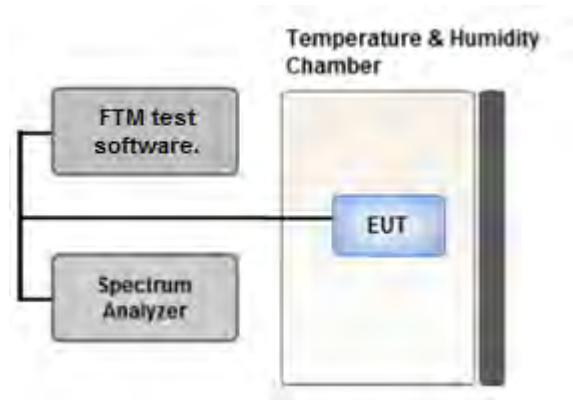 Temperature & Humidity
Chamber
FTM test
software.
EUT
Spectrum
Analyzer